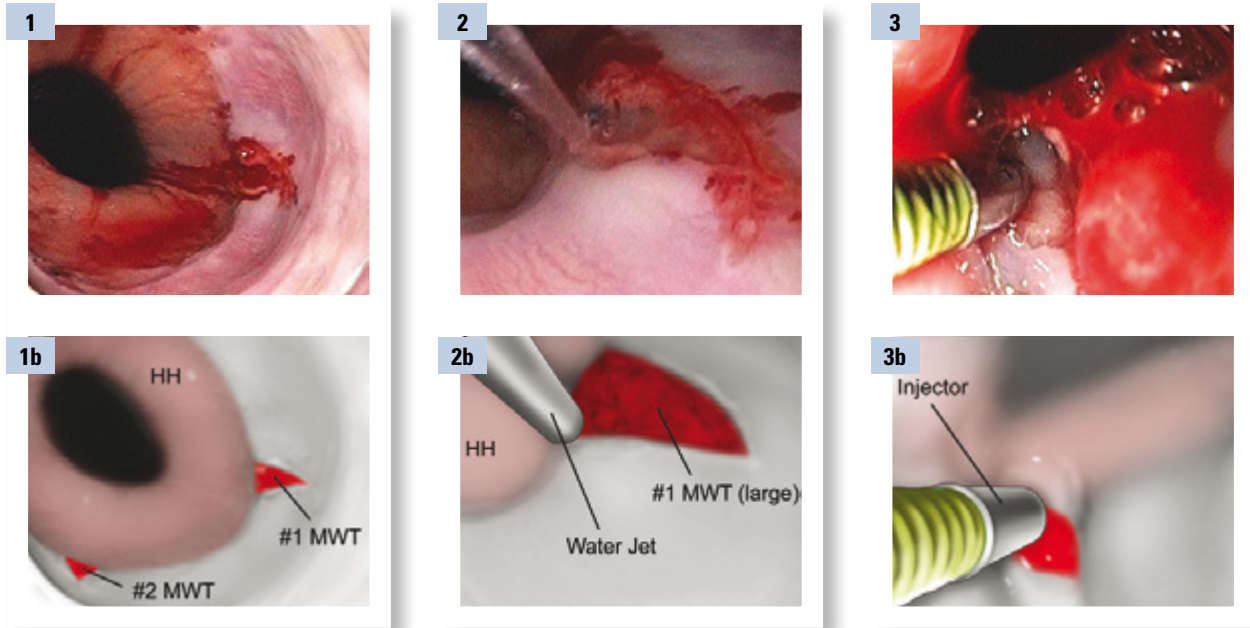 1
2
3
1b
HH
#1 MWT
#2 MWT
2b
HH
#1 MWT (large)
Water Jet
3b
Injector